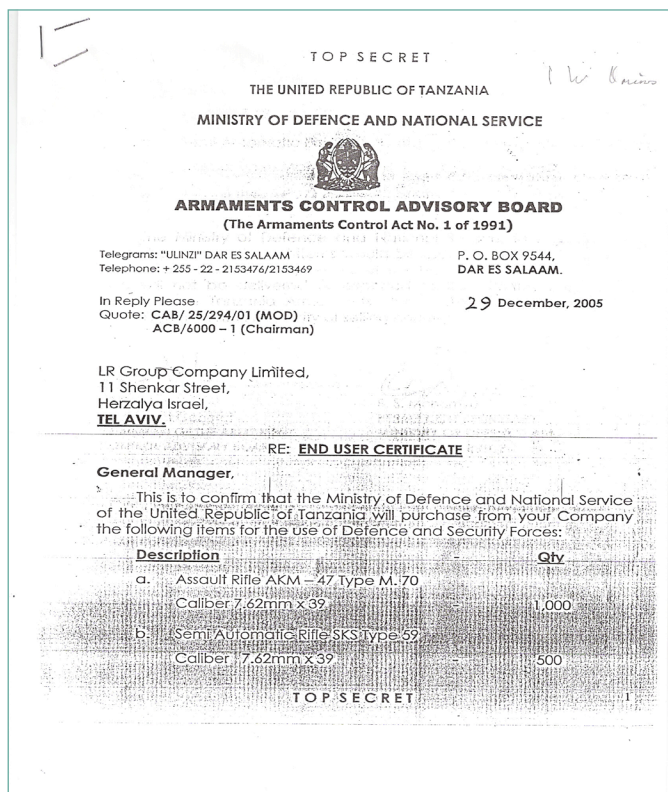 TOP SECRET
THE UNITED REPUBLIC OF TANZANIA
MINISTRY OF DEFENCE AND NATIONAL SERVICE
ARMAMENTS CONTROL ADVISORY BOARD
(The Armaments Control Act No. 1 of 1991)
Telegrams: "ULINZI" DAR ES SALAAM
Telephone: + 255 - 22 - 2153476/2153469
P. O. BOX 9544,
DAR ES SALAAM.
In Reply Please
Quote: CAB/ 25/294/01 (MOD)
ACB/6000 – 1 (Chairman)
29 December, 2005
LR Group Company Limited,
11 Shenkar Street,
Herzalya Israel,
TEL AVIV.
RE: END USER CERTIFICATE
General Manager,
This is to confirm that the Ministry of Defence and National Service
of the United Republic of Tanzania will purchase from your Company
the following items for the use of Defence and Security Forces:
Description - Qty
a. Assault Rifle AKM – 47 Type M. 70
Caliber 7.62mm x 39 - 1,000
b. Semi Automatic Rifle SKS Type 59
Caliber 7.62mm x 39 - 500
TOP SECRET 1